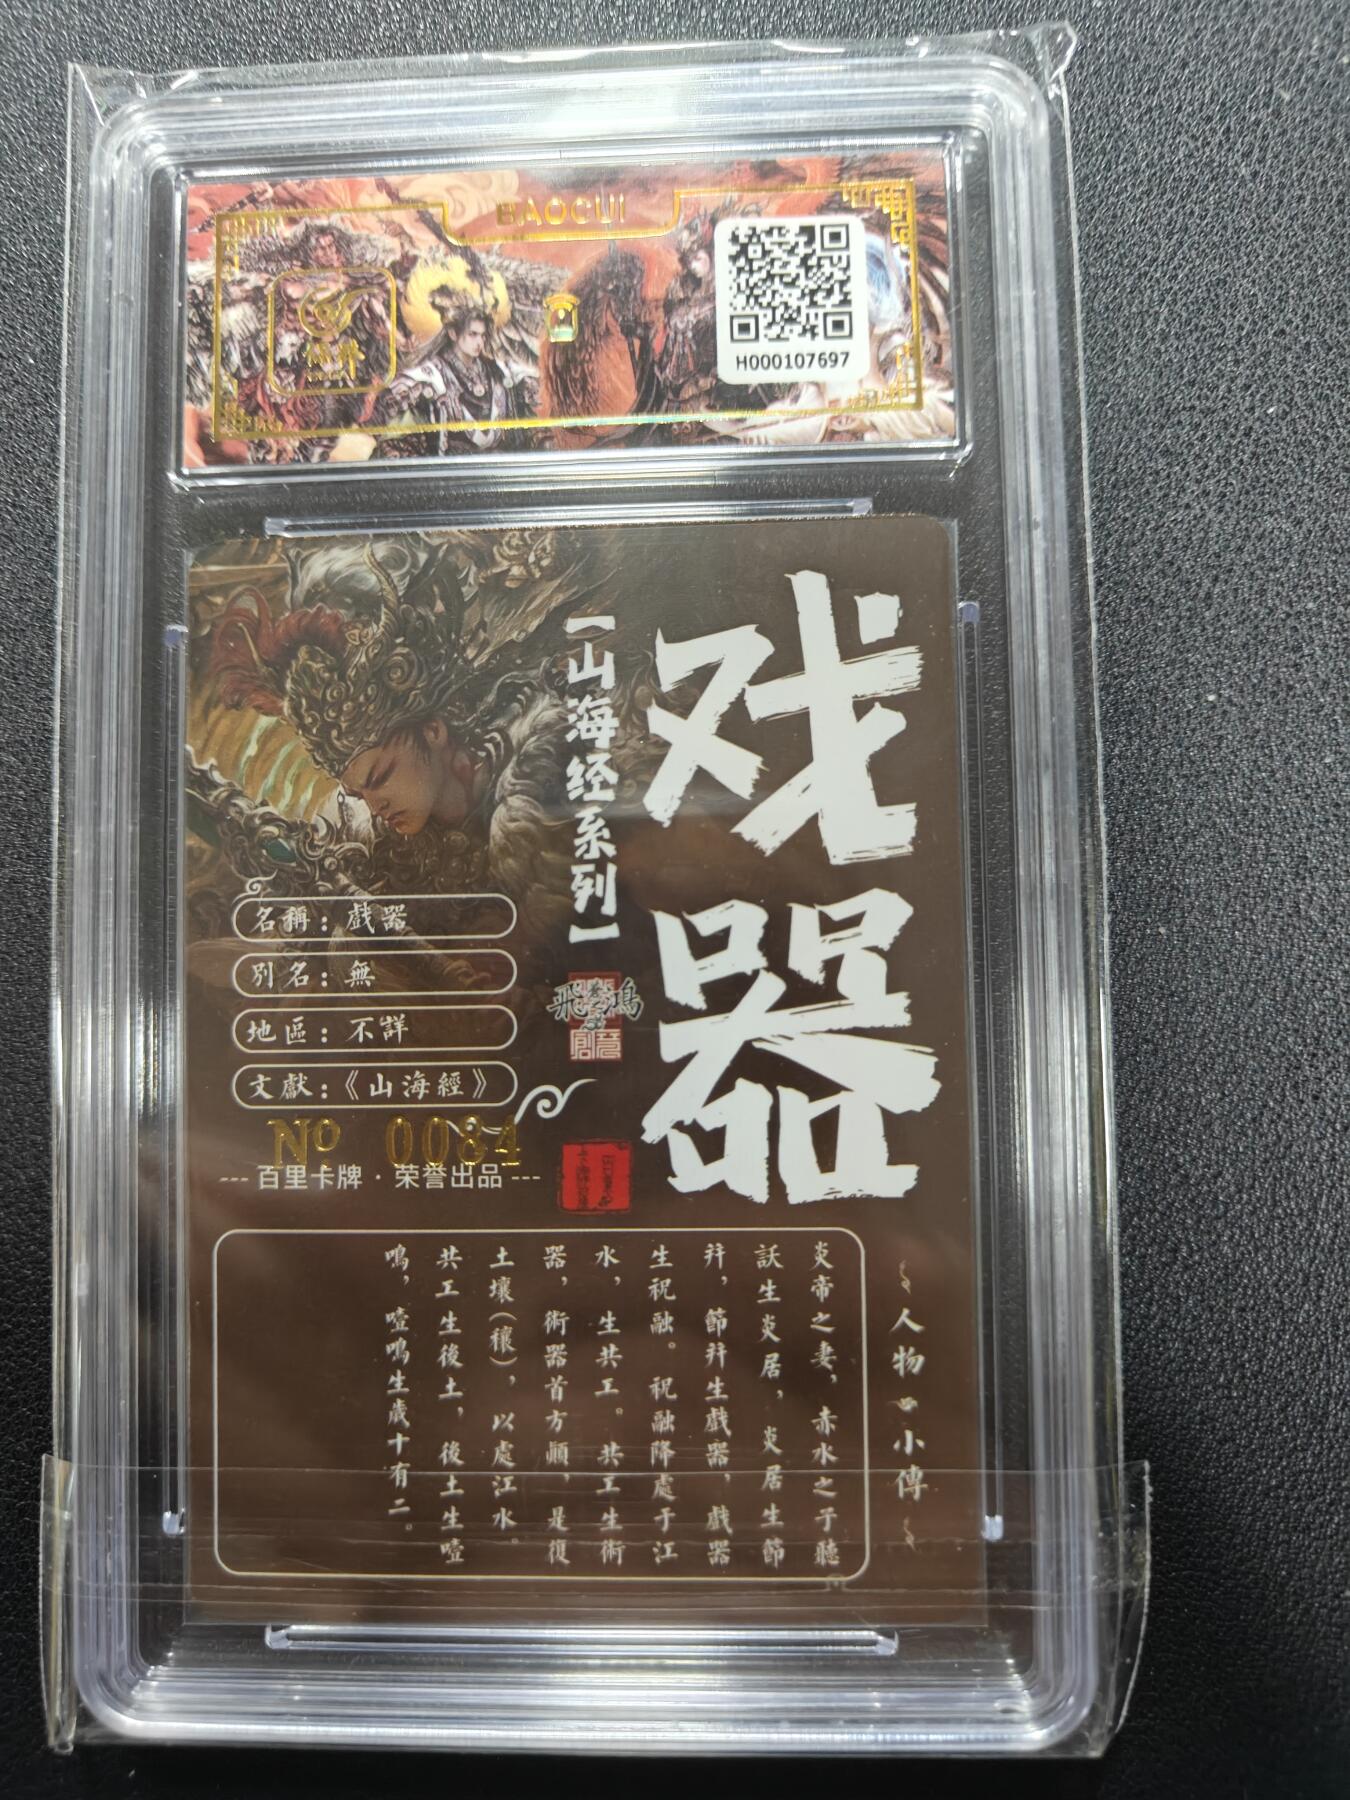 BAOCUI
H000107697
戏器
【山海经系列】
飛鴻
名稱：戲器
別名：無
地區：不詳
文獻：《山海經》
No 0084
--- 百里卡牌 · 荣誉出品 ---
人物小傳
炎帝之妻，赤水之子聽
訞生炎居，炎居生節
幷，節幷生戲器，戲器
生祝融。祝融降處于江
水，生共工。共工生術
器，術器首方顛，是復
土壤（穰），以處江水。
共工生後土，後土生噎
鳴，噎鳴生歲十有二。